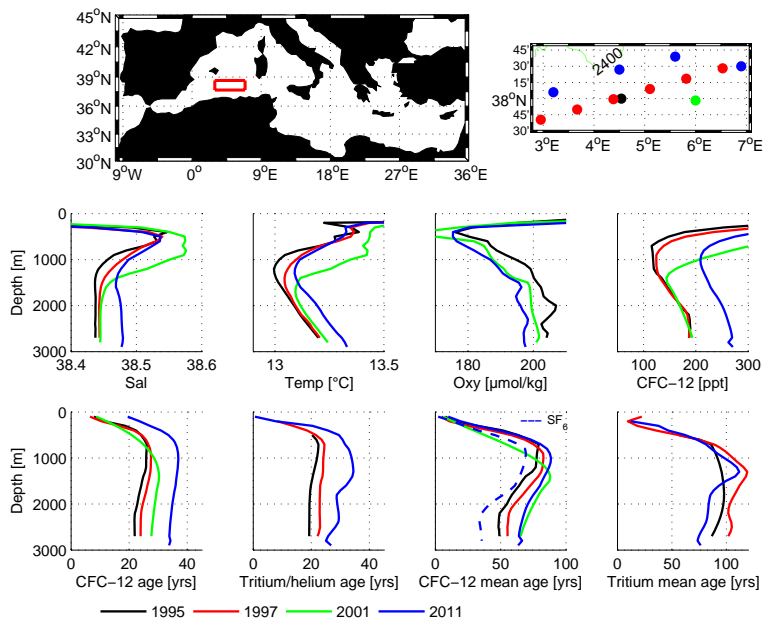 45°N
42°N
39°N
36°N
33°N
30°N
9°W 0° 9°E 18°E 27°E 36°E
2400
45'
30'
15'
38°N
45'
30'
2°E 3°E 4°E 5°E 6°E 7°E
0
1000
2000
3000
Depth [m]
38.4 38.5 38.6
Sal
13 13.5
Temp [°C]
180 200
Oxy [µmol/kg]
100 200 300
CFC−12 [ppt]
0
1000
2000
3000
Depth [m]
0 20 40
CFC−12 age [yrs]
0 20 40
Tritium/helium age [yrs]
SF6
0 50 100
CFC−12 mean age [yrs]
0 50 100
Tritium mean age [yrs]
1995 1997 2001 2011